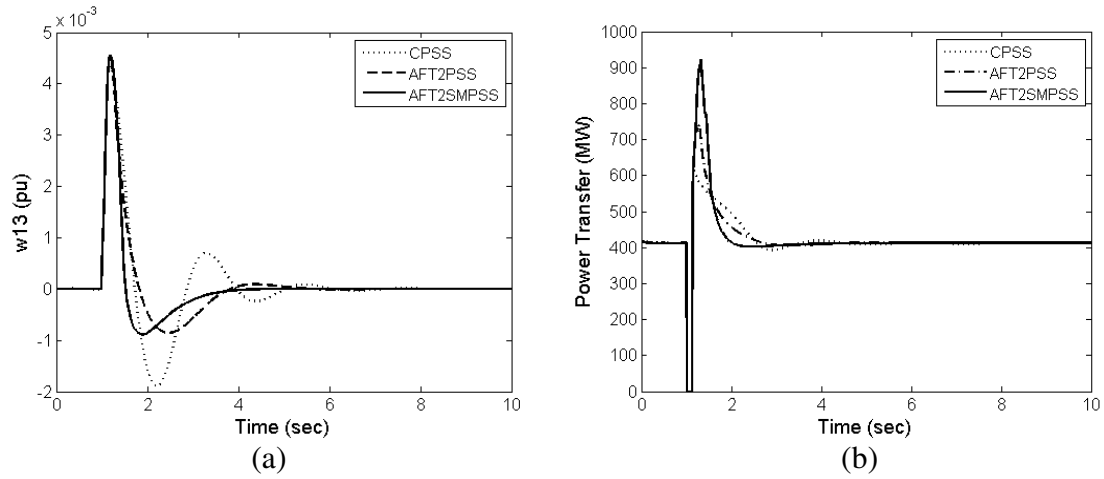 x 10⁻³
5
4
3
2
1
0
-1
-2
w13 (pu)
CPSS
AFT2PSS
AFT2SMPSS
0 2 4 6 8 10
Time (sec)
(a)
1000
900
800
700
600
500
400
300
200
100
0
Power Transfer (MW)
CPSS
AFT2PSS
AFT2SMPSS
0 2 4 6 8 10
Time (sec)
(b)